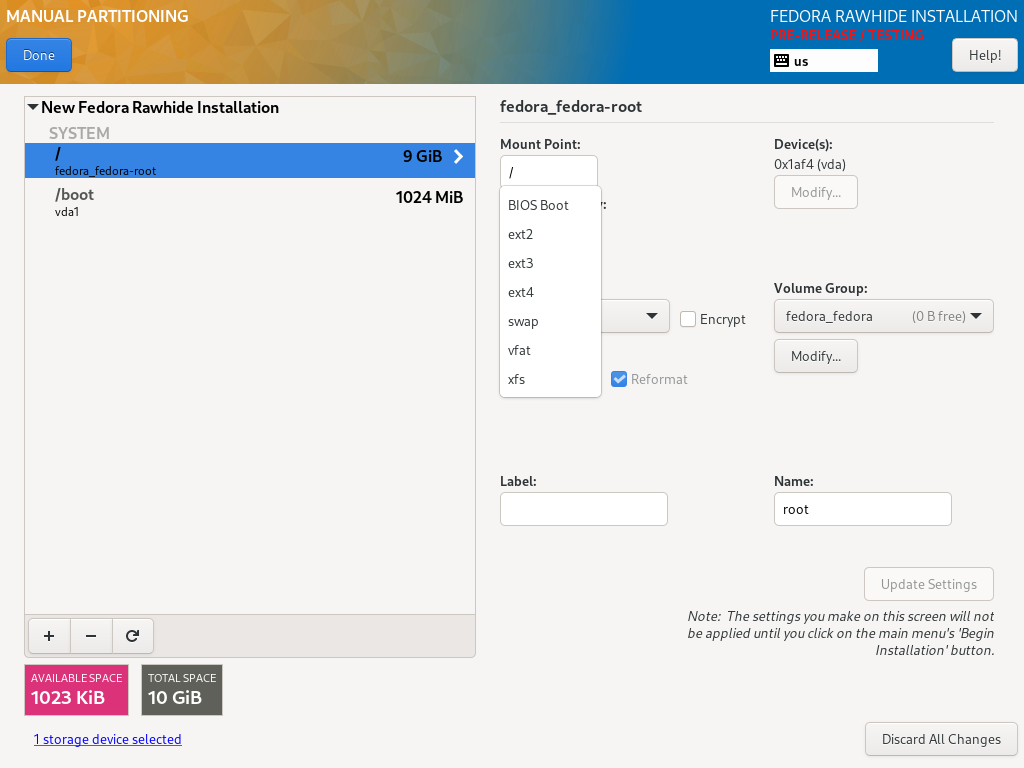 MANUAL PARTITIONING
Done
FEDORA RAWHIDE INSTALLATION
PRE-RELEASE / TESTING
us
Help!
New Fedora Rawhide Installation
SYSTEM
/
9 GiB
fedora_fedora-root
/boot
1024 MiB
vda1
+ −
AVAILABLE SPACE
1023 KiB
TOTAL SPACE
10 GiB
1 storage device selected
fedora_fedora-root
Mount Point:
/
y:
BIOS Boot
ext2
ext3
ext4
swap
vfat
xfs
Encrypt
Reformat
Device(s):
0x1af4 (vda)
Modify...
Volume Group:
fedora_fedora (0 B free)
Modify...
Label:
Name:
root
Update Settings
Note: The settings you make on this screen will not
be applied until you click on the main menu's 'Begin
Installation' button.
Discard All Changes